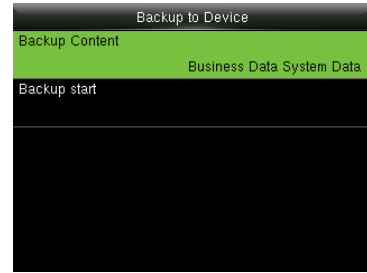 Backup to Device
Backup Content
Business Data System Data
Backup start